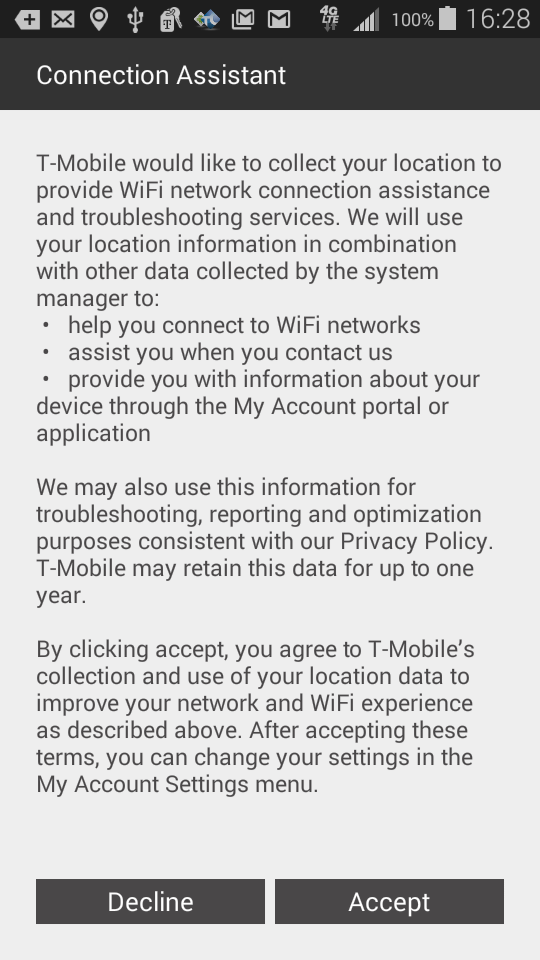 4G
LTE
100%
16:28
Connection Assistant
T-Mobile would like to collect your location to
provide WiFi network connection assistance
and troubleshooting services. We will use
your location information in combination
with other data collected by the system
manager to:
• help you connect to WiFi networks
• assist you when you contact us
• provide you with information about your
device through the My Account portal or
application
We may also use this information for
troubleshooting, reporting and optimization
purposes consistent with our Privacy Policy.
T-Mobile may retain this data for up to one
year.
By clicking accept, you agree to T-Mobile’s
collection and use of your location data to
improve your network and WiFi experience
as described above. After accepting these
terms, you can change your settings in the
My Account Settings menu.
Decline
Accept